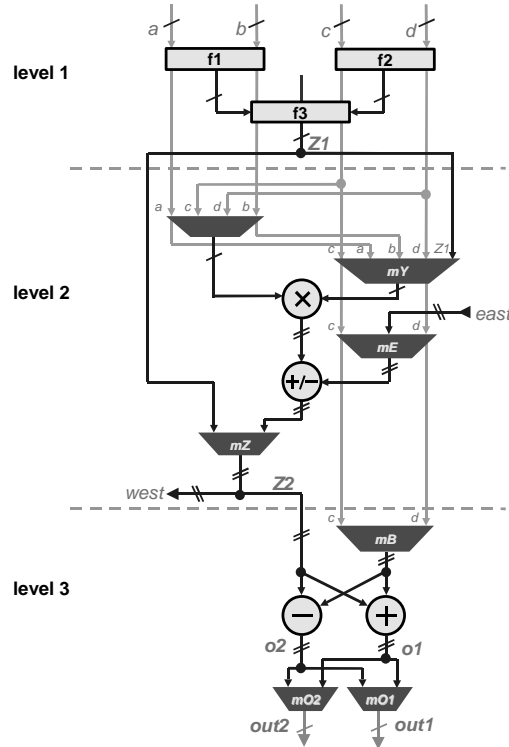 a b c d
f1 f2
level 1
f3
Z1
a c d b
c a b d Z1
mY
level 2
×
east
c d
mE
+/−
mZ
Z2
west
c d
mB
level 3
− +
o2 o1
mO2 mO1
out2 out1